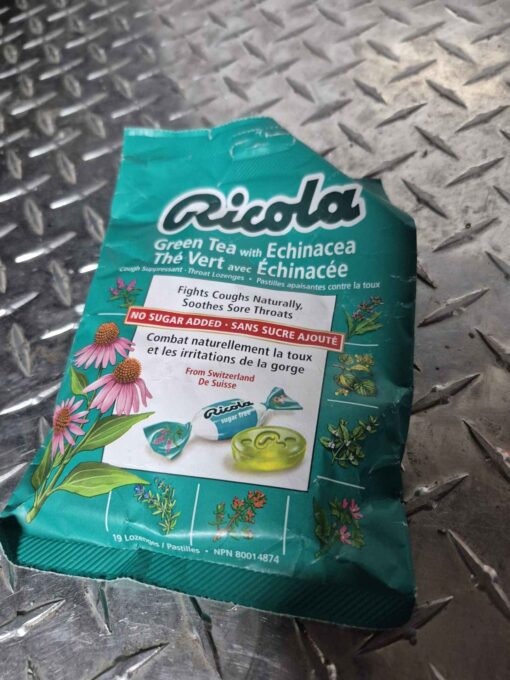 Ricola
Green Tea with Echinacea
Thé Vert avec Échinacée
Cough Suppressant · Throat Lozenges • Pastilles apaisantes contre la toux
Fights Coughs Naturally,
Soothes Sore Throats
NO SUGAR ADDED • SANS SUCRE AJOUTÉ
Combat naturellement la toux
et les irritations de la gorge
From Switzerland
De Suisse
Ricola
sugar free
19 Lozenges / Pastilles • NPN 80014874